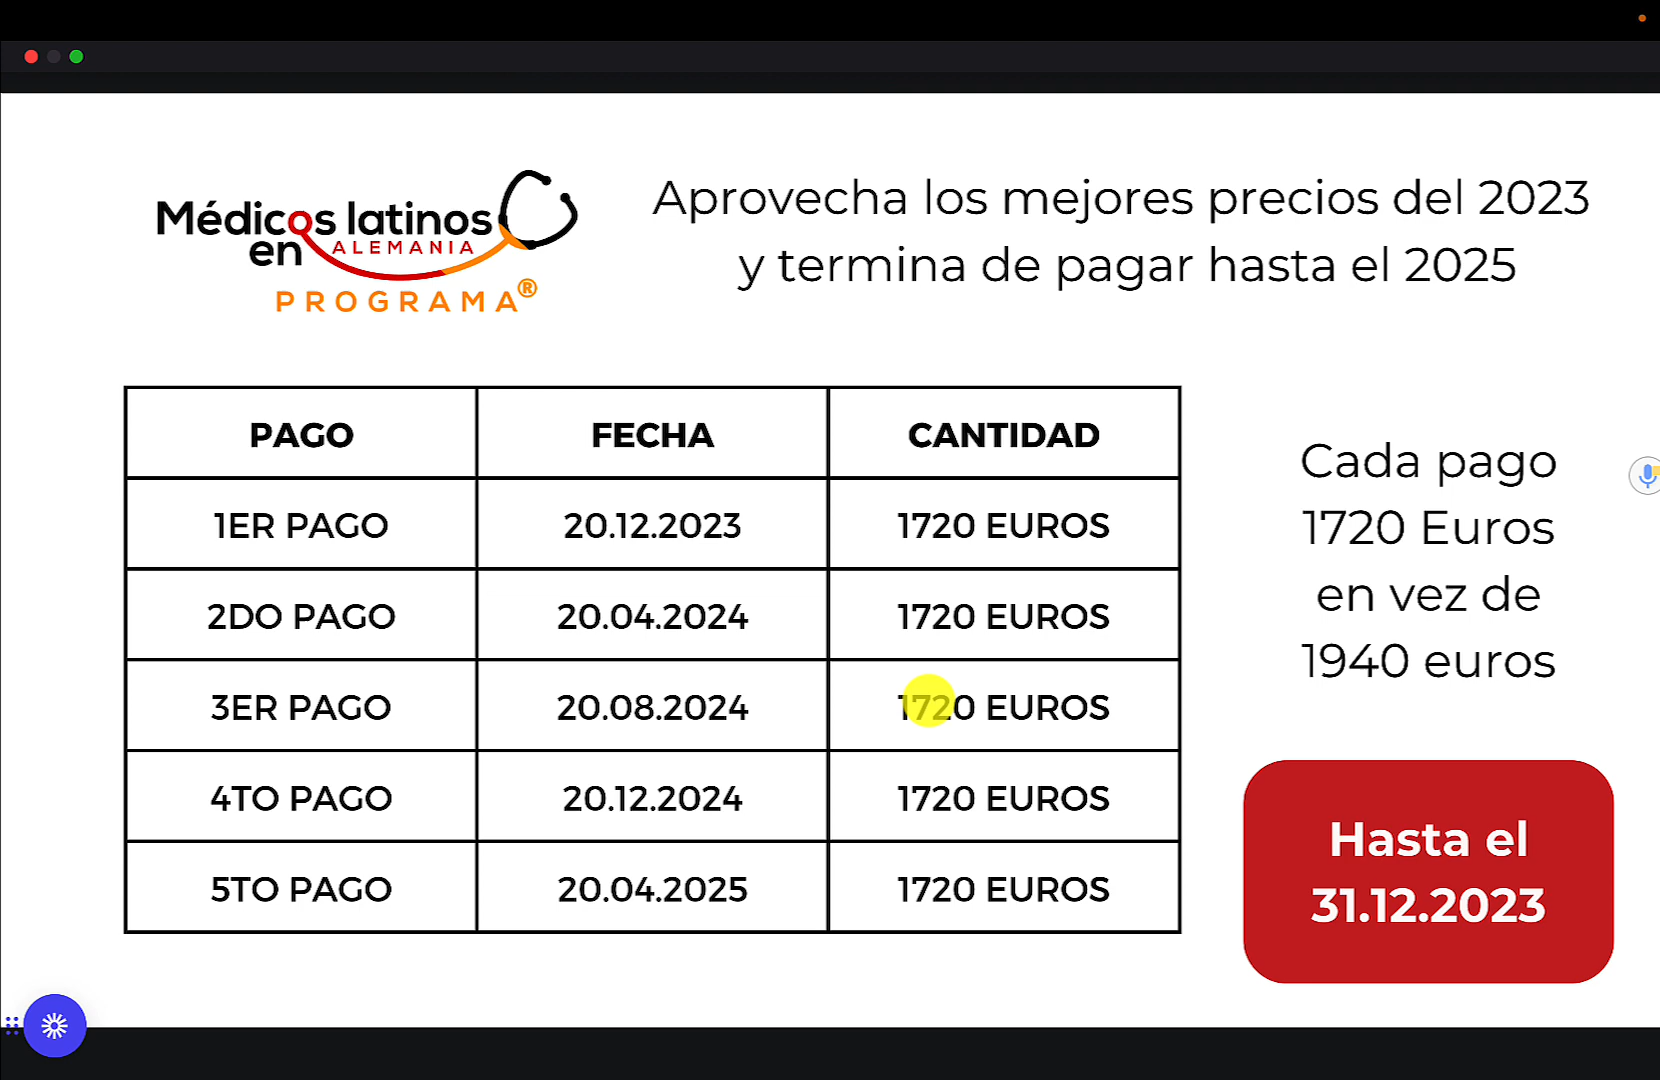 Médicos latinos
en ALEMANIA
PROGRAMA®
Aprovecha los mejores precios del 2023
y termina de pagar hasta el 2025
PAGO FECHA CANTIDAD
1ER PAGO 20.12.2023 1720 EUROS
2DO PAGO 20.04.2024 1720 EUROS
3ER PAGO 20.08.2024 1720 EUROS
4TO PAGO 20.12.2024 1720 EUROS
5TO PAGO 20.04.2025 1720 EUROS
Cada pago
1720 Euros
en vez de
1940 euros
Hasta el
31.12.2023